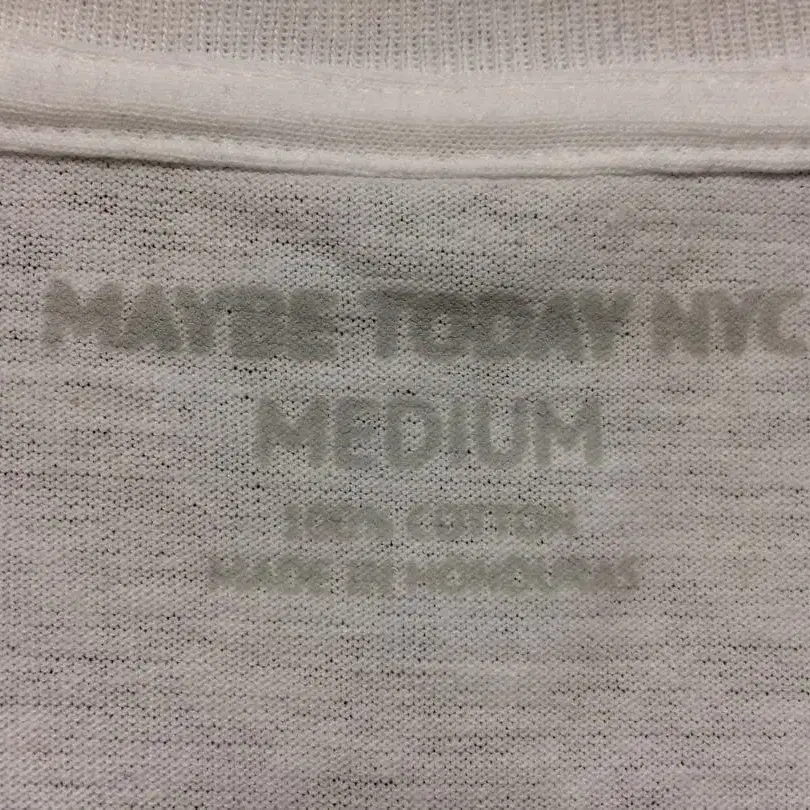 MAYBE TODAY NYC
MEDIUM
100% COTTON
MADE IN HONDURAS